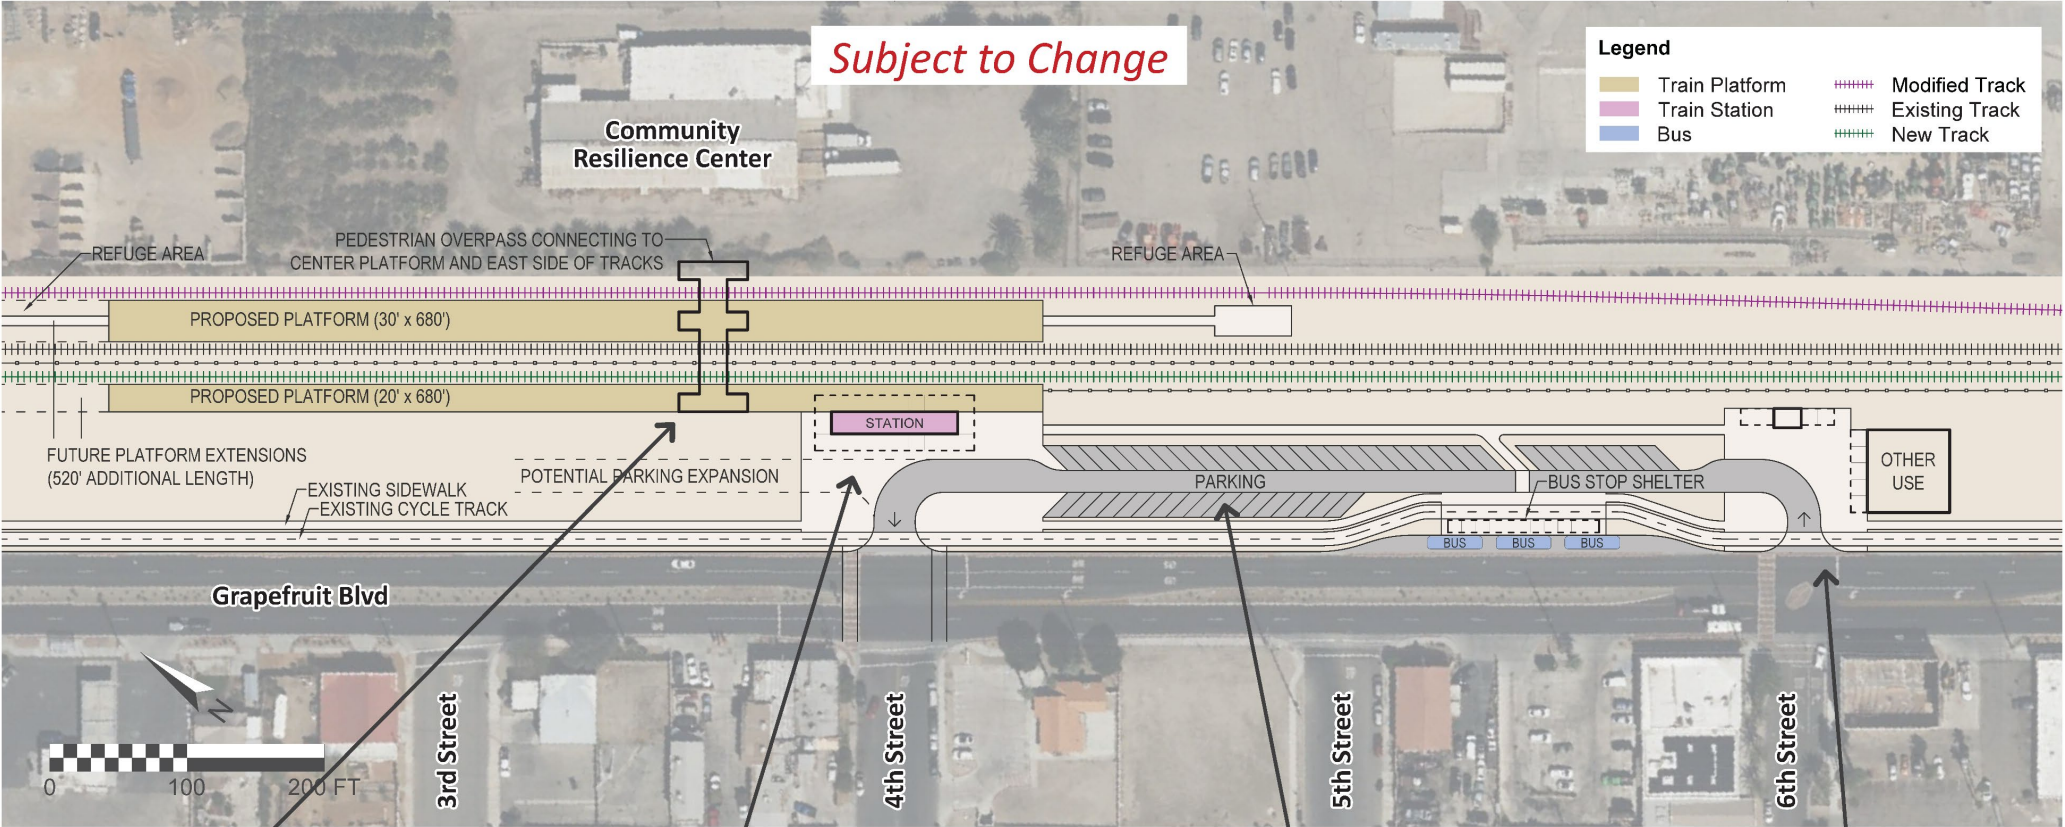 Subject to Change
Legend
Train Platform
Train Station
Bus
Modified Track
Existing Track
New Track
Community
Resilience Center
REFUGE AREA
PEDESTRIAN OVERPASS CONNECTING TO
CENTER PLATFORM AND EAST SIDE OF TRACKS
REFUGE AREA
PROPOSED PLATFORM (30' x 680')
PROPOSED PLATFORM (20' x 680')
STATION
FUTURE PLATFORM EXTENSIONS
(520' ADDITIONAL LENGTH)
POTENTIAL PARKING EXPANSION
EXISTING SIDEWALK
EXISTING CYCLE TRACK
PARKING
BUS STOP SHELTER
OTHER
USE
BUS
BUS
BUS
Grapefruit Blvd
N
0 100 200 FT
3rd Street
4th Street
5th Street
6th Street